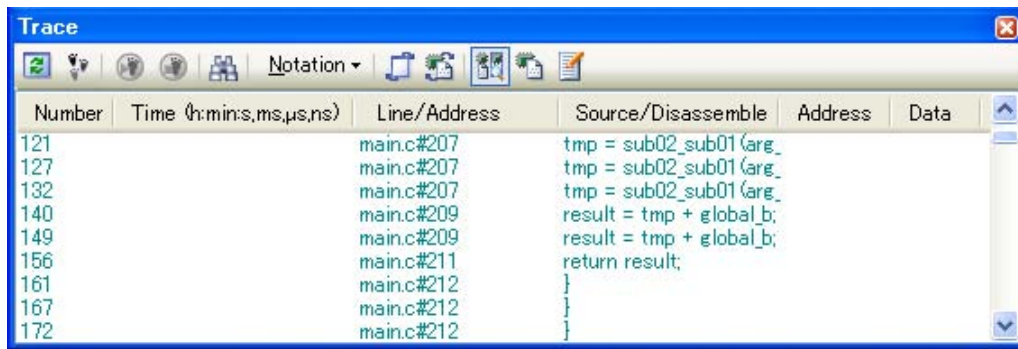 Trace
Notation
Number Time (h:min:s,ms,µs,ns) Line/Address Source/Disassemble Address Data
121 main.c#207 tmp = sub02_sub01(arg_
127 main.c#207 tmp = sub02_sub01(arg_
132 main.c#207 tmp = sub02_sub01(arg_
140 main.c#209 result = tmp + global_b;
149 main.c#209 result = tmp + global_b;
156 main.c#211 return result;
161 main.c#212 }
167 main.c#212 }
172 main.c#212 }